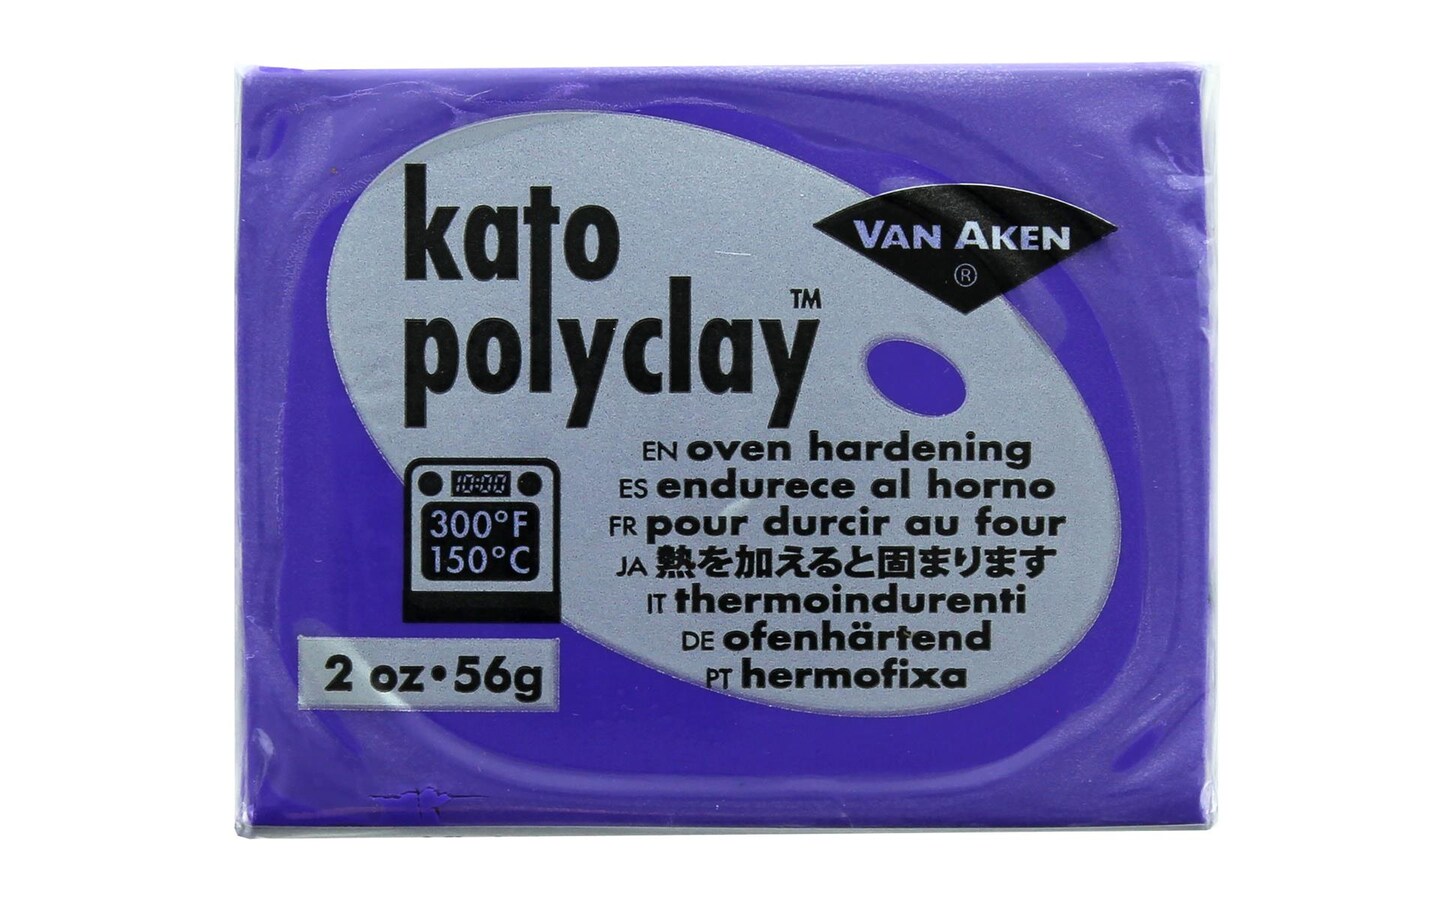 kato
polyclay™
VAN AKEN
®
EN oven hardening
ES endurece al horno
FR pour durcir au four
JA 熱を加えると固まります
IT thermoindurenti
DE ofenhärtend
PT hermofixa
10:00
300°F
150°C
2 oz•56g